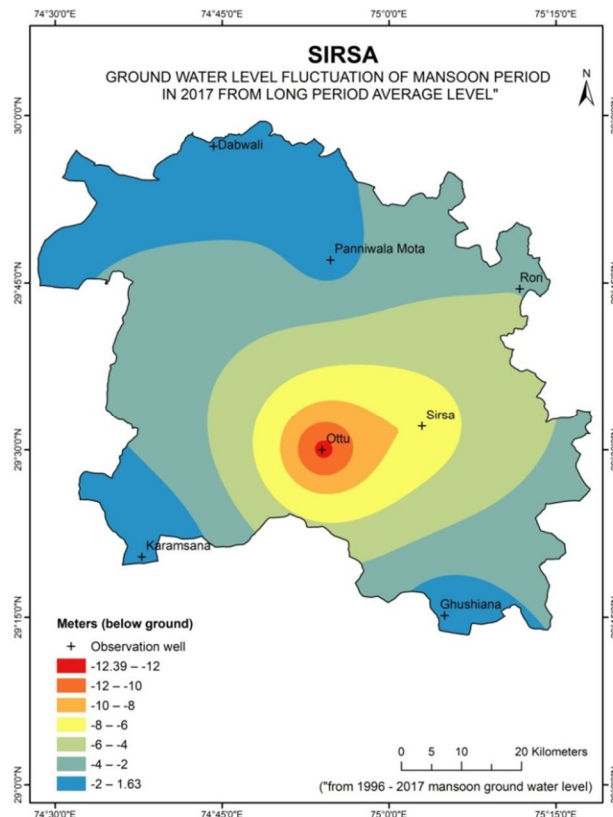 74°30'0"E 74°45'0"E 75°0'0"E 75°15'0"E
SIRSA
GROUND WATER LEVEL FLUCTUATION OF MANSOON PERIOD
IN 2017 FROM LONG PERIOD AVERAGE LEVEL"
N
30°0'0"N
Dabwali
Panniwala Mota
29°45'0"N
Rori
Sirsa
Ottu
29°30'0"N
Karamsana
Ghushiana
29°15'0"N
Meters (below ground)
Observation well
-12.39 – -12
-12 – -10
-10 – -8
-8 – -6
-6 – -4
-4 – -2
-2 – 1.63
0 5 10 20 Kilometers
("from 1996 - 2017 mansoon ground water level)
29°0'0"N
74°30'0"E 74°45'0"E 75°0'0"E 75°15'0"E